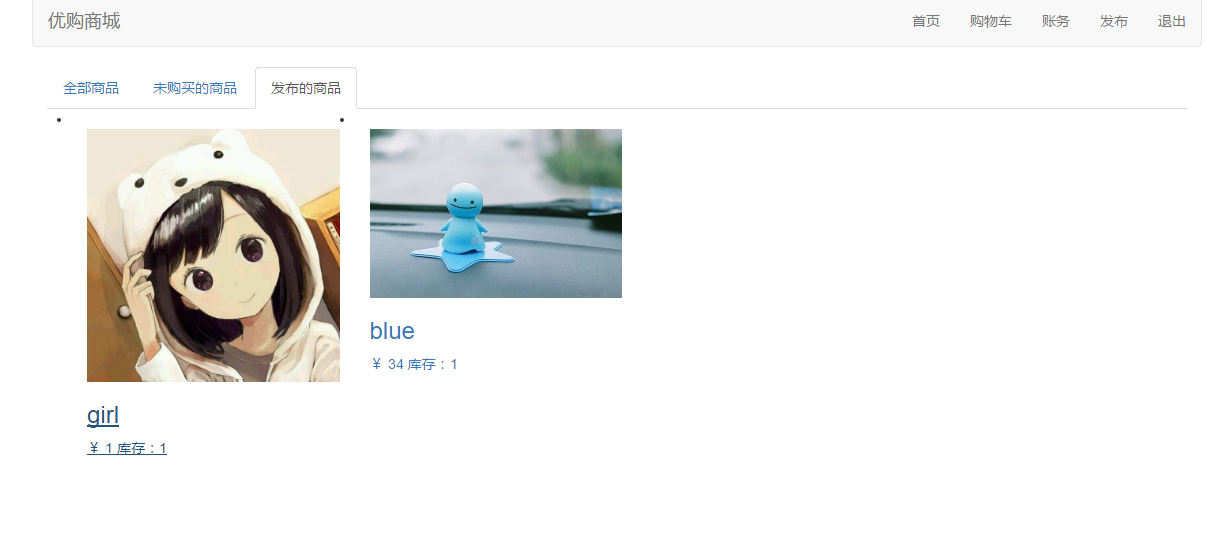 优购商城 首页 购物车 账务 发布 退出
全部商品 未购买的商品 发布的商品
girl
￥ 1 库存：1
blue
￥ 34 库存：1